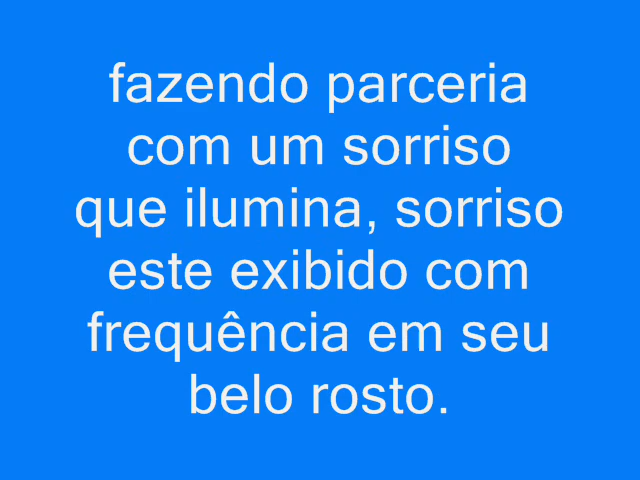 fazendo parceria
com um sorriso
que ilumina, sorriso
este exibido com
frequência em seu
belo rosto.